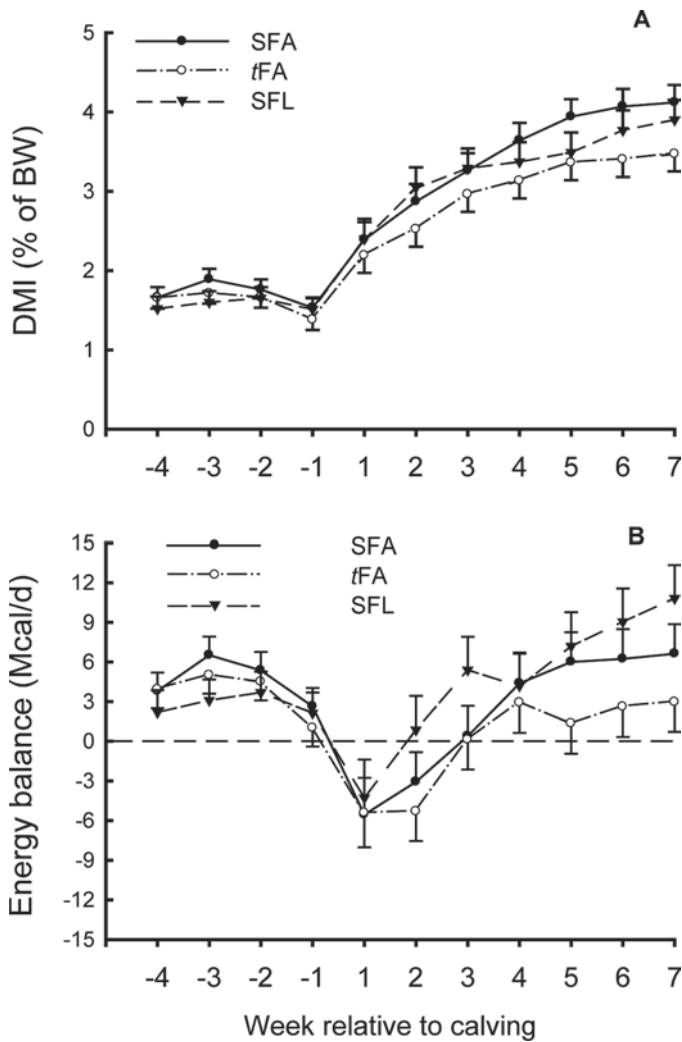 A
SFA
tFA
SFL
DMI (% of BW)
5
4
3
2
1
0
-4 -3 -2 -1 1 2 3 4 5 6 7
B
SFA
tFA
SFL
Energy balance (Mcal/d)
15
12
9
6
3
0
-3
-6
-9
-12
-15
-4 -3 -2 -1 1 2 3 4 5 6 7
Week relative to calving